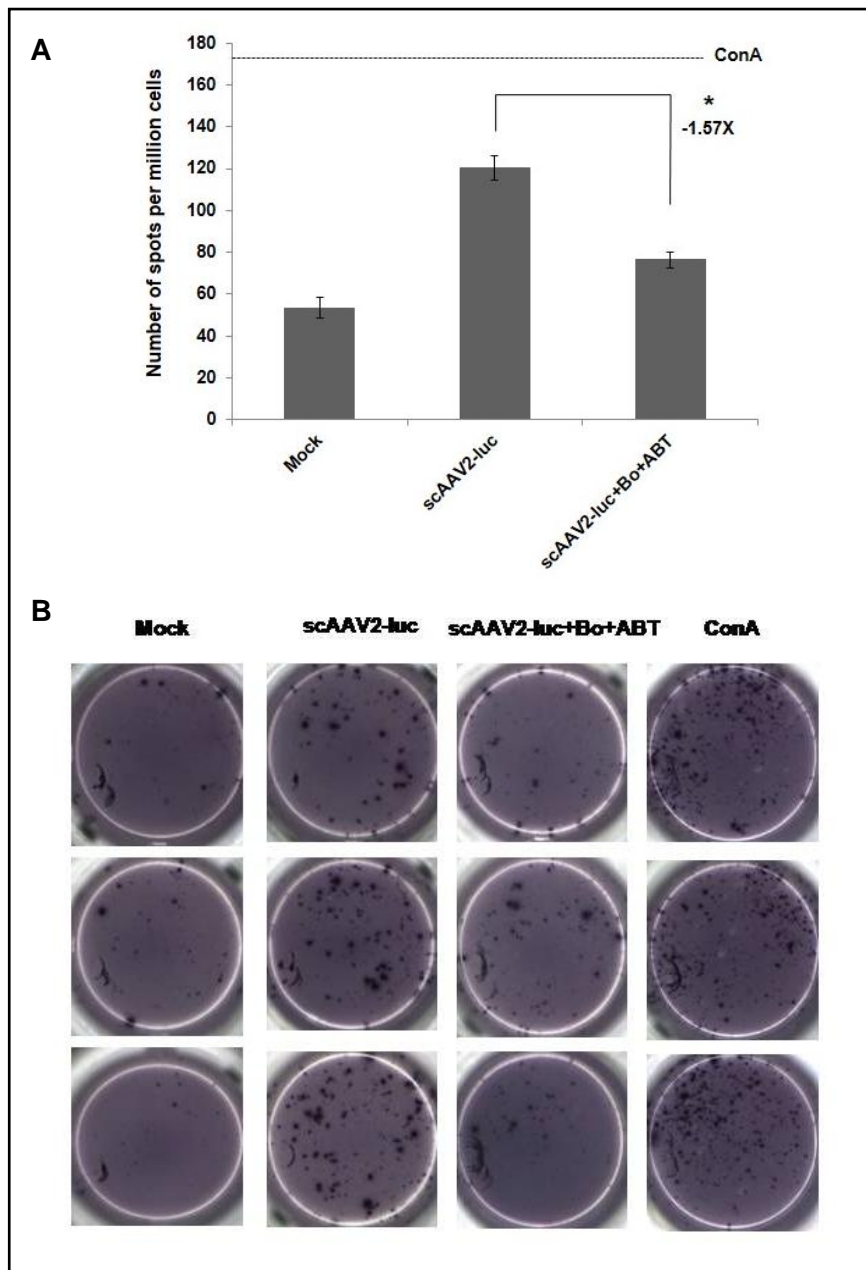 A
Number of spots per million cells
180
160
140
120
100
80
60
40
20
0
ConA
*
-1.57X
Mock
scAAV2-luc
scAAV2-luc+Bo+ABT
B
Mock scAAV2-luc scAAV2-luc+Bo+ABT ConA